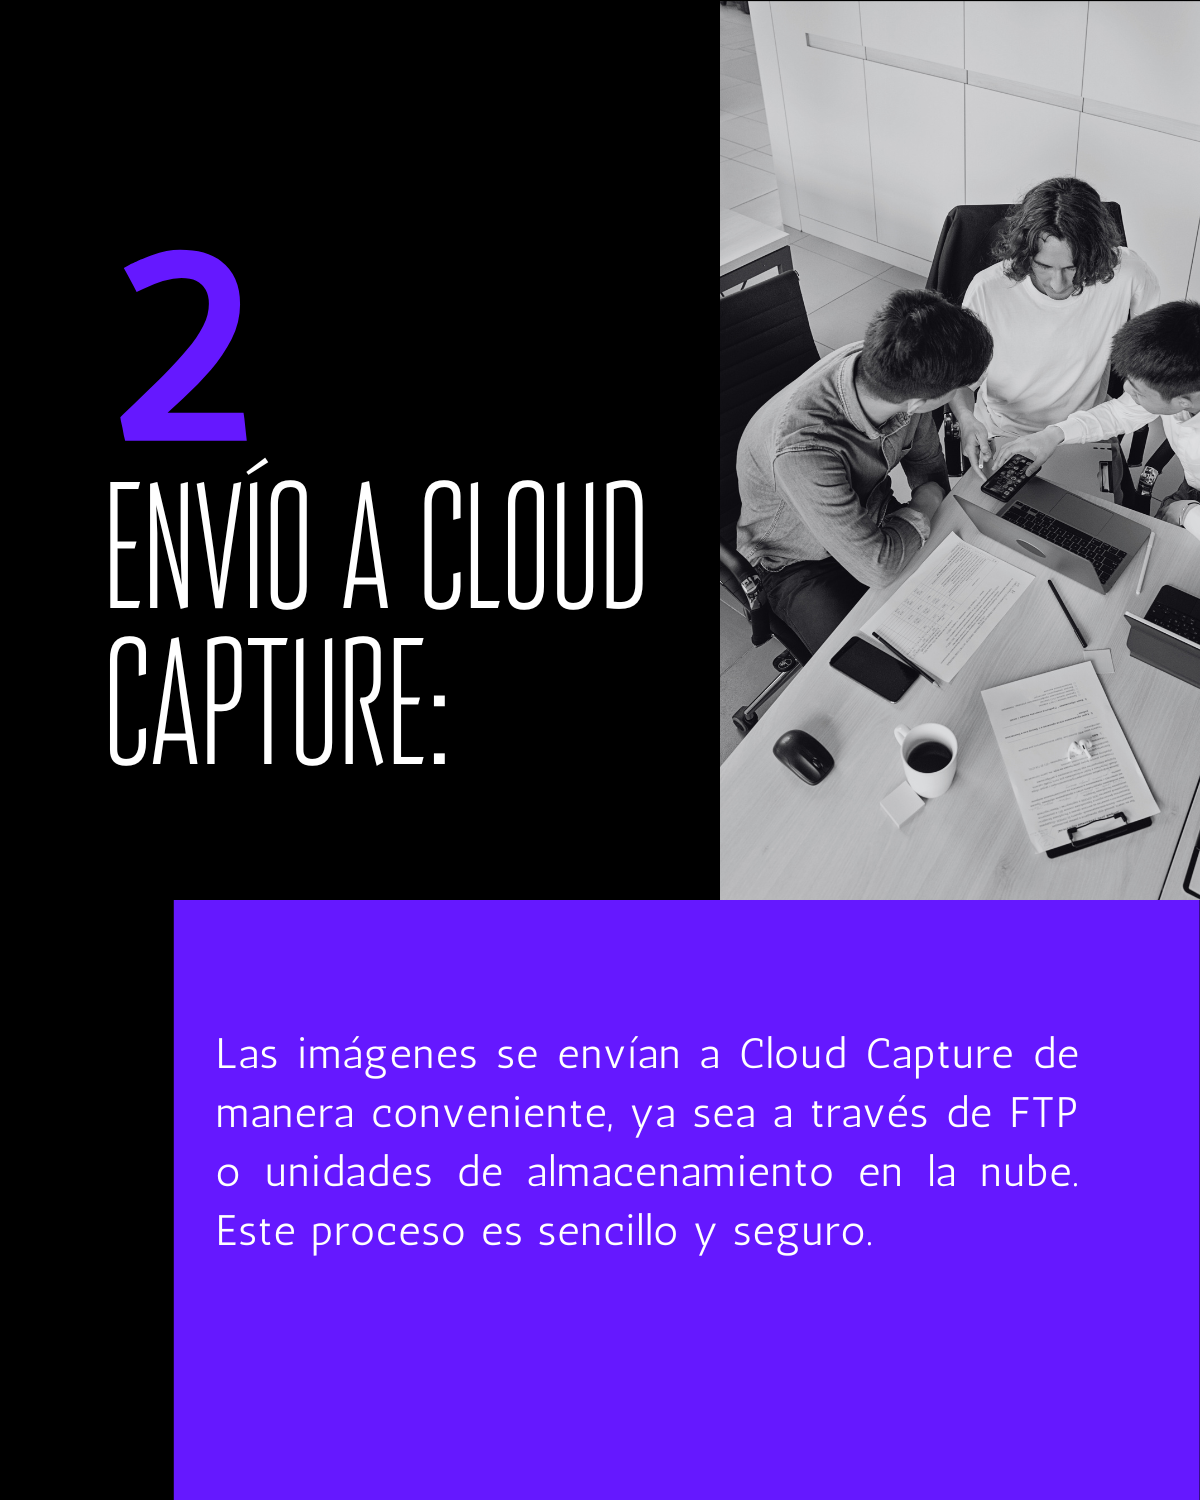 2
ENVÍO A CLOUD
CAPTURE:
Las imágenes se envían a Cloud Capture de
manera conveniente, ya sea a través de FTP
o unidades de almacenamiento en la nube.
Este proceso es sencillo y seguro.